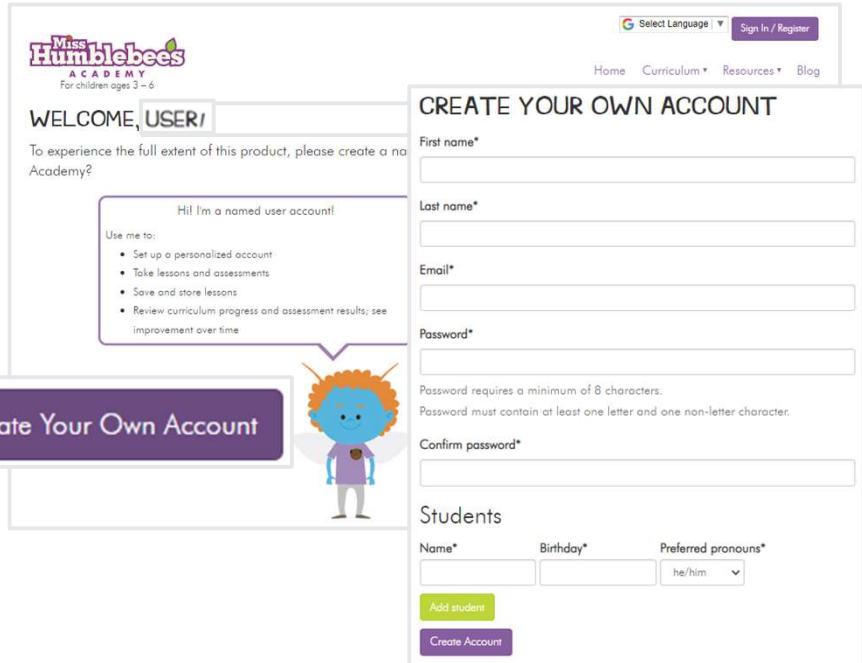 Miss
Humblebee's
ACADEMY
For children ages 3 – 6
Select Language ▼
Sign In / Register
Home Curriculum ▾ Resources ▾ Blog
WELCOME, USER!
To experience the full extent of this product, please create a na
Academy?
Hi! I'm a named user account!
Use me to:
• Set up a personalized account
• Take lessons and assessments
• Save and store lessons
• Review curriculum progress and assessment results; see
improvement over time
ate Your Own Account
CREATE YOUR OWN ACCOUNT
First name*
Last name*
Email*
Password*
Password requires a minimum of 8 characters.
Password must contain at least one letter and one non-letter character.
Confirm password*
Students
Name* Birthday* Preferred pronouns*
he/him
Add student
Create Account